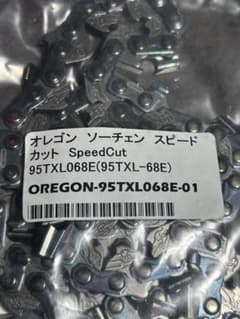 オレゴン ソーチェン スピード
カット SpeedCut
95TXL068E(95TXL-68E)
OREGON-95TXL068E-01